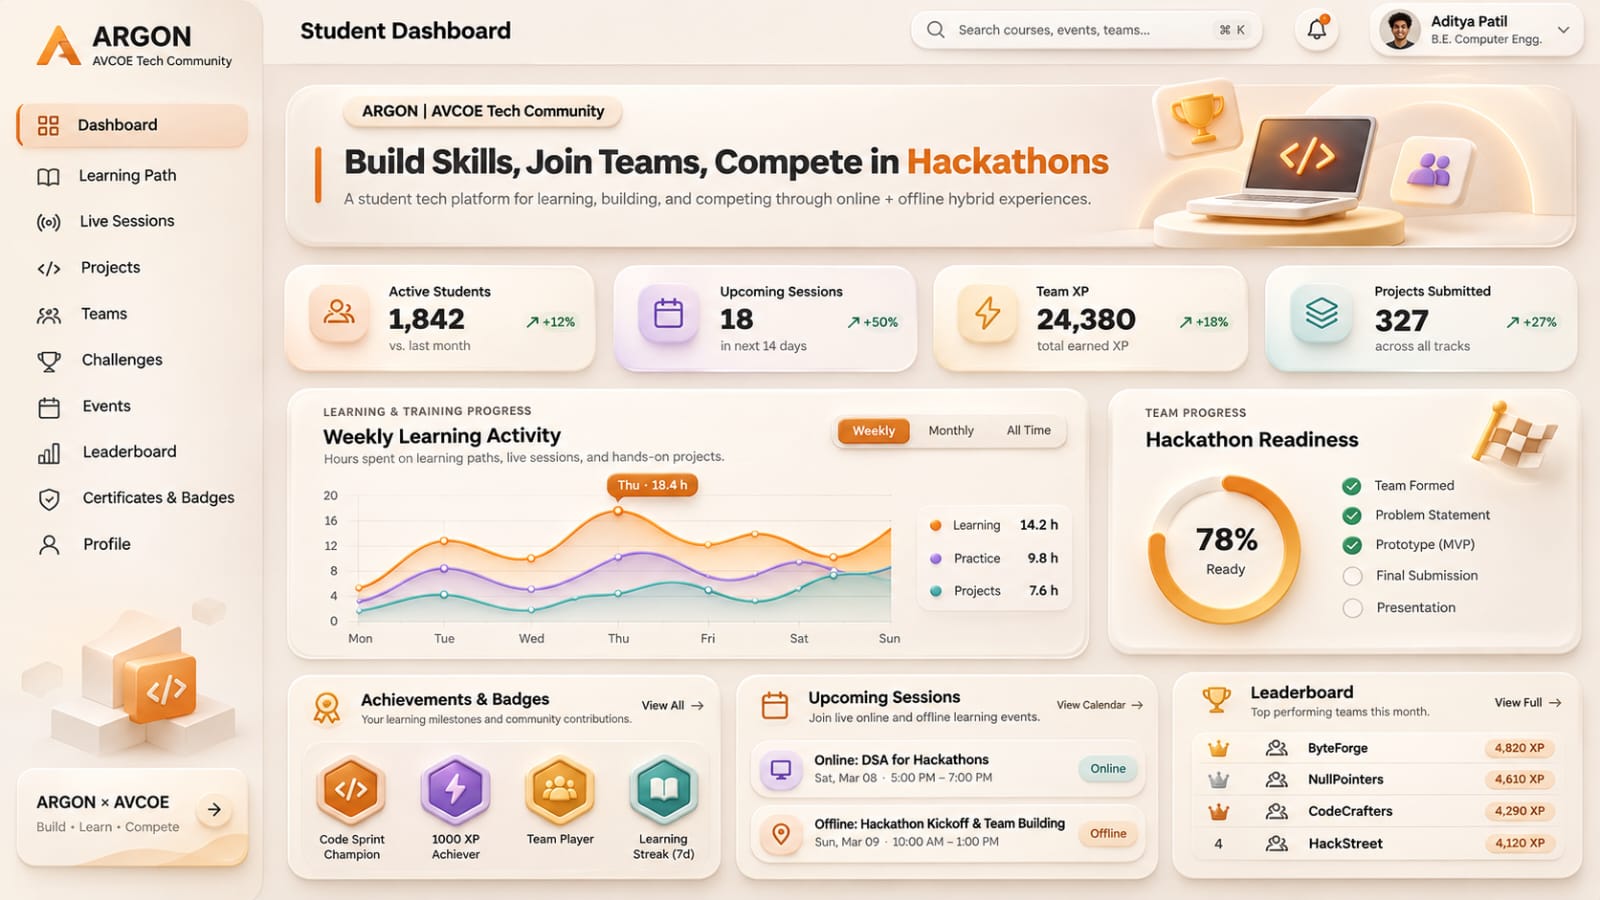 ARGON
AVCOE Tech Community
Dashboard
Learning Path
Live Sessions
Projects
Teams
Challenges
Events
Leaderboard
Certificates & Badges
Profile
</>
ARGON × AVCOE
Build • Learn • Compete
Student Dashboard
Search courses, events, teams...
⌘ K
Aditya Patil
B.E. Computer Engg.
ARGON | AVCOE Tech Community
Build Skills, Join Teams, Compete in Hackathons
A student tech platform for learning, building, and competing through online + offline hybrid experiences.
</>
Active Students
1,842
+12%
vs. last month
Upcoming Sessions
18
+50%
in next 14 days
Team XP
24,380
+18%
total earned XP
Projects Submitted
327
+27%
across all tracks
LEARNING & TRAINING PROGRESS
Weekly Learning Activity
Hours spent on learning paths, live sessions, and hands-on projects.
Weekly
Monthly
All Time
Thu · 18.4 h
20
16
12
8
4
0
Mon
Tue
Wed
Thu
Fri
Sat
Sun
Learning 14.2 h
Practice 9.8 h
Projects 7.6 h
TEAM PROGRESS
Hackathon Readiness
78%
Ready
Team Formed
Problem Statement
Prototype (MVP)
Final Submission
Presentation
Achievements & Badges
Your learning milestones and community contributions.
View All →
</>
Code Sprint
Champion
1000 XP
Achiever
Team Player
Learning
Streak (7d)
Upcoming Sessions
Join live online and offline learning events.
View Calendar →
Online: DSA for Hackathons
Sat, Mar 08 · 5:00 PM – 7:00 PM
Online
Offline: Hackathon Kickoff & Team Building
Sun, Mar 09 · 10:00 AM – 1:00 PM
Offline
Leaderboard
Top performing teams this month.
View Full →
ByteForge 4,820 XP
NullPointers 4,610 XP
CodeCrafters 4,290 XP
4 HackStreet 4,120 XP